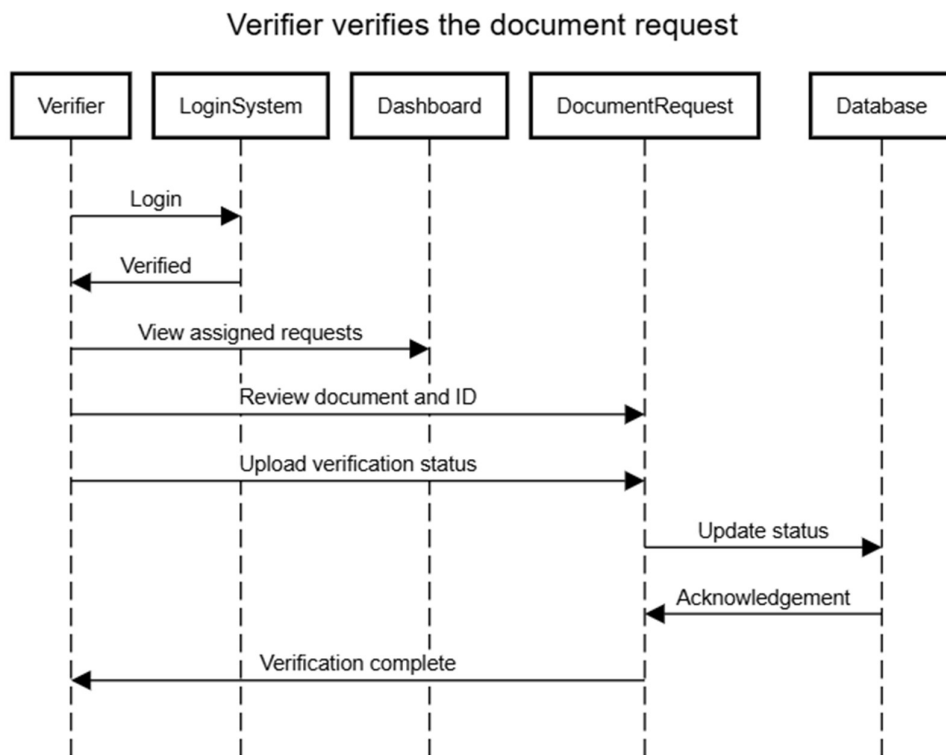 Verifier verifies the document request
Verifier
LoginSystem
Dashboard
DocumentRequest
Database
Login
Verified
View assigned requests
Review document and ID
Upload verification status
Update status
Acknowledgement
Verification complete